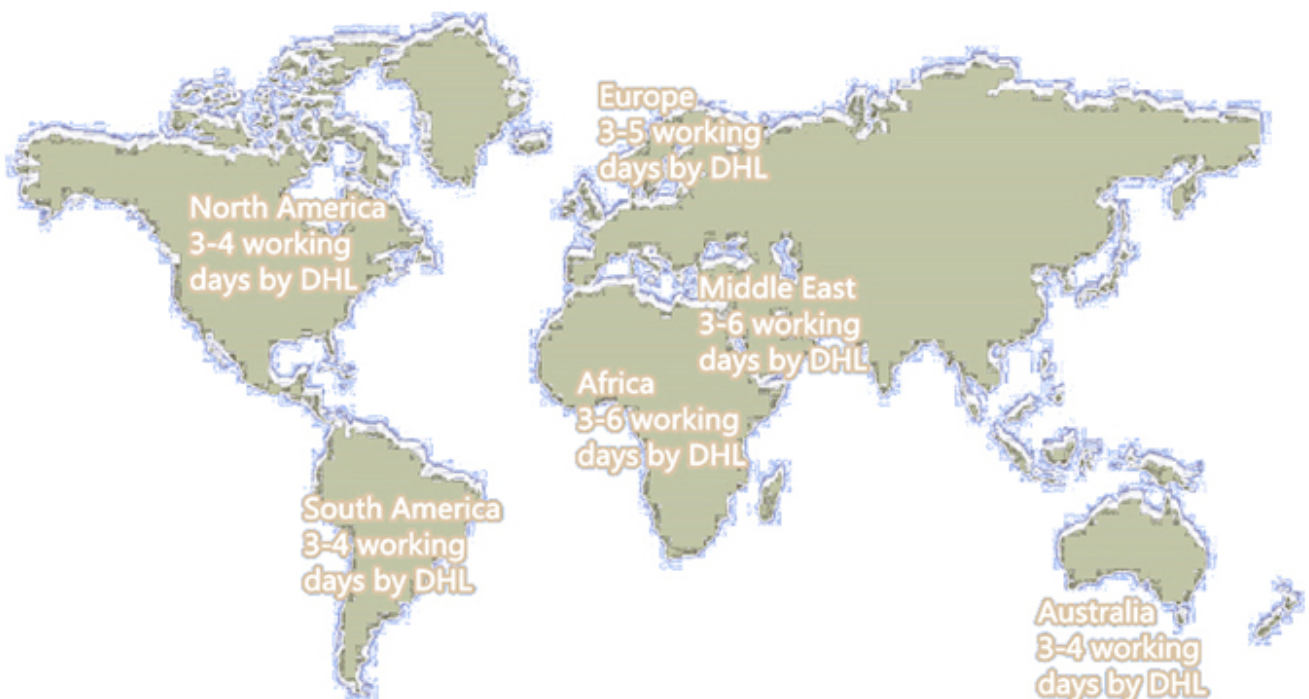 Europe
3-5 working
days by DHL
North America
3-4 working
days by DHL
Middle East
3-6 working
days by DHL
Africa
3-6 working
days by DHL
South America
3-4 working
days by DHL
Australia
3-4 working
days by DHL